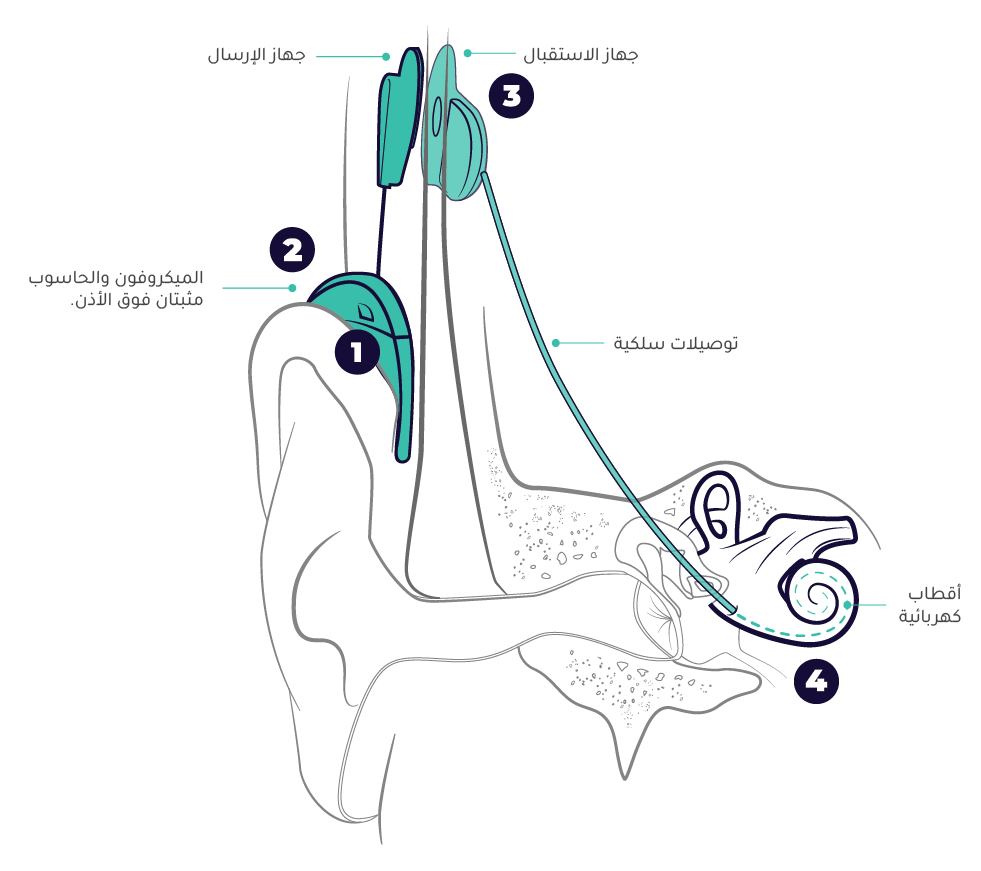 جهاز الإرسال
جهاز الاستقبال
3
2
الميكروفون والحاسوب
مثبتان فوق الأذن.
1
توصيلات سلكية
أقطاب
كهربائية
4